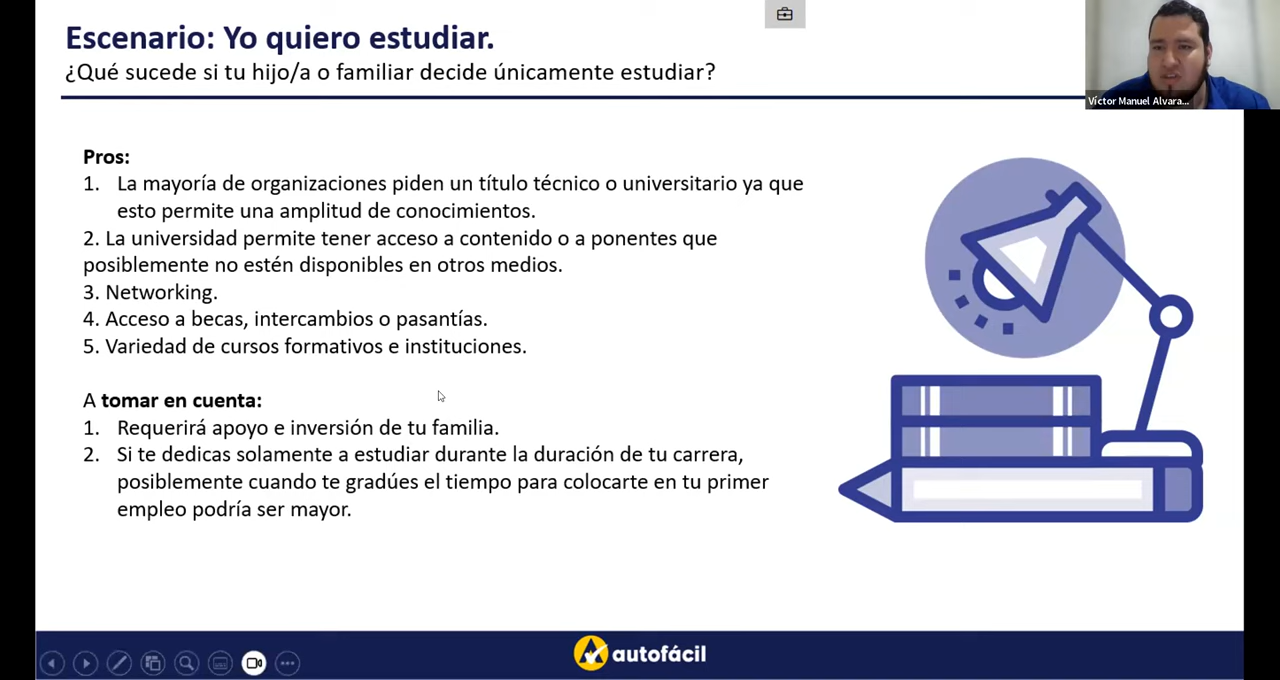 Escenario: Yo quiero estudiar.
¿Qué sucede si tu hijo/a o familiar decide únicamente estudiar?
Víctor Manuel Alvara...
Pros:
1. La mayoría de organizaciones piden un título técnico o universitario ya que
esto permite una amplitud de conocimientos.
2. La universidad permite tener acceso a contenido o a ponentes que
posiblemente no estén disponibles en otros medios.
3. Networking.
4. Acceso a becas, intercambios o pasantías.
5. Variedad de cursos formativos e instituciones.
A tomar en cuenta:
1. Requerirá apoyo e inversión de tu familia.
2. Si te dedicas solamente a estudiar durante la duración de tu carrera,
posiblemente cuando te gradúes el tiempo para colocarte en tu primer
empleo podría ser mayor.
autofácil